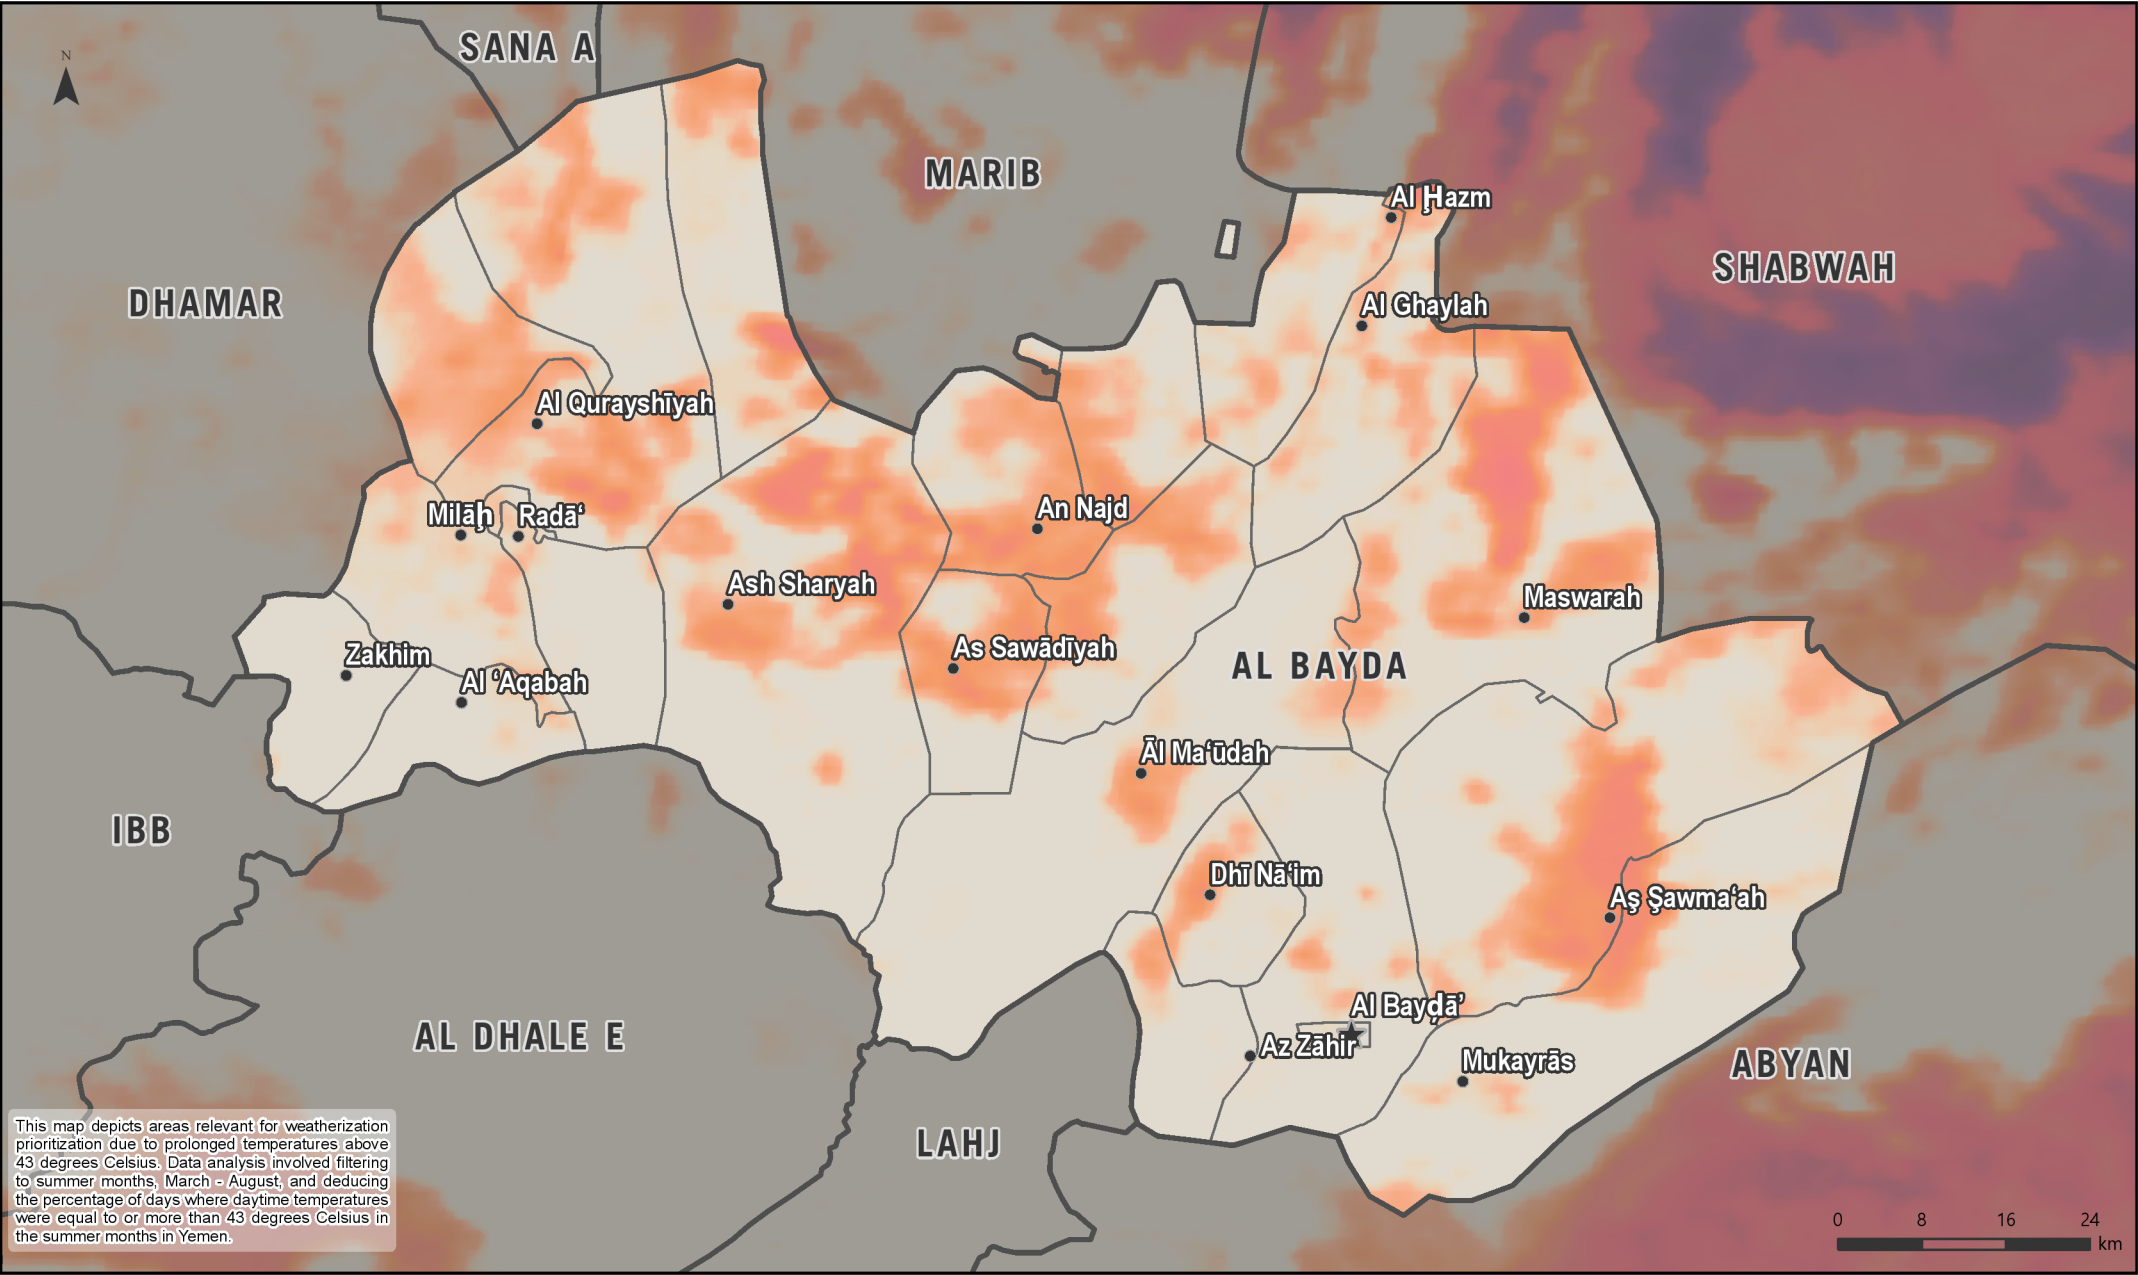 SANA A
N
MARIB
Al Ḩazm
SHABWAH
DHAMAR
Al Ghaylah
Al Qurayshīyah
Milāḩ
Radā‘
An Najd
Ash Sharyah
Maswarah
Zakhim
As Sawādīyah
AL BAYDA
Al ‘Aqabah
Āl Ma‘ūdah
IBB
Dhī Nā‘im
Aş Şawma‘ah
Al Bayḑā’
AL DHALE E
Az Zāhir
Mukayrās
ABYAN
LAHJ
This map depicts areas relevant for weatherization
prioritization due to prolonged temperatures above
43 degrees Celsius. Data analysis involved filtering
to summer months, March - August, and deducing
the percentage of days where daytime temperatures
were equal to or more than 43 degrees Celsius in
the summer months in Yemen.
0 8 16 24
km